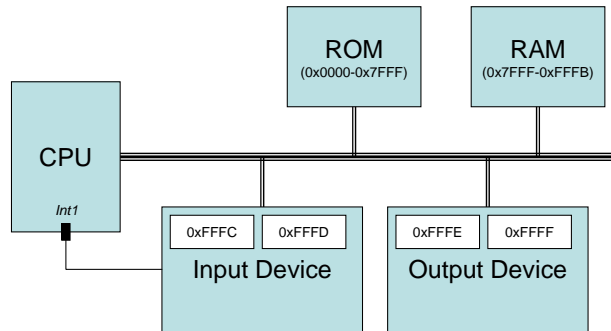 ROM
(0x0000-0x7FFF)
RAM
(0x7FFF-0xFFFB)
CPU
Int1
0xFFFC
0xFFFD
Input Device
0xFFFE
0xFFFF
Output Device